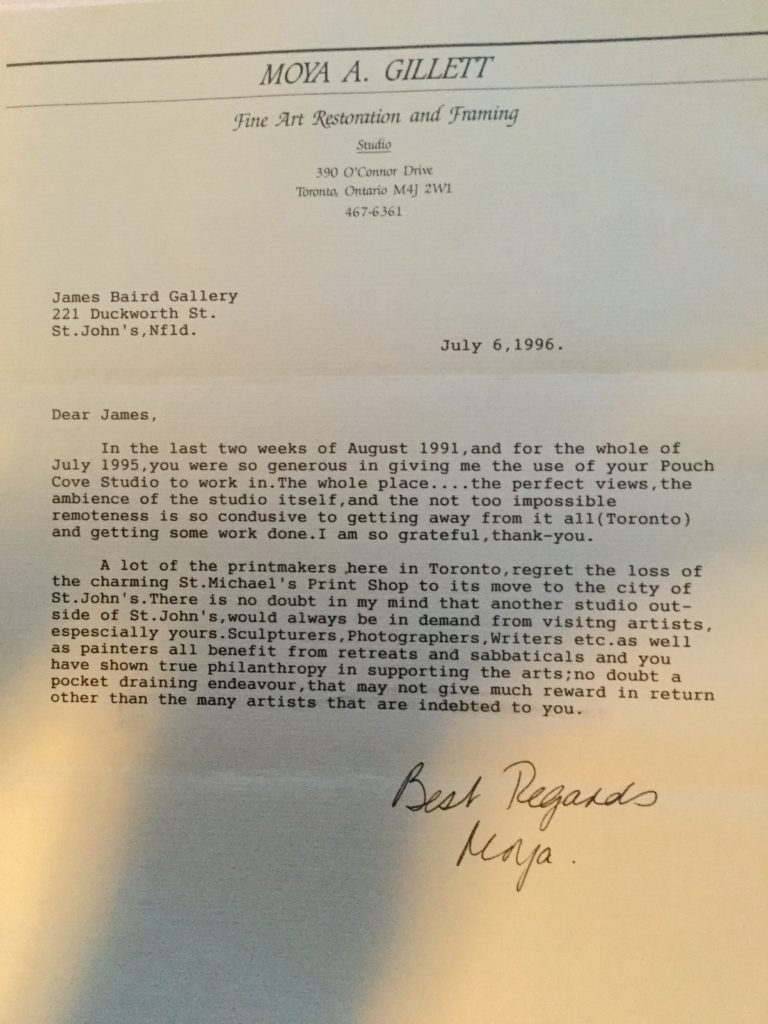 MOYA A. GILLETT
Fine Art Restoration and Framing
Studio
390 O'Connor Drive
Toronto, Ontario M4J 2W1
467-6361
James Baird Gallery
221 Duckworth St.
St.John's,Nfld.
July 6,1996.
Dear James,
In the last two weeks of August 1991,and for the whole of
July 1995,you were so generous in giving me the use of your Pouch
Cove Studio to work in.The whole place....the perfect views,the
ambience of the studio itself,and the not too impossible
remoteness is so condusive to getting away from it all(Toronto)
and getting some work done.I am so grateful,thank-you.
A lot of the printmakers ,here in Toronto,regret the loss of
the charming St.Michael's Print Shop to its move to the city of
St.John's.There is no doubt in my mind that another studio out-
side of St.John's,would always be in demand from visitng artists,
espescially yours.Sculpturers,Photographers,Writers etc.as well
as painters all benefit from retreats and sabbaticals and you
have shown true philanthropy in supporting the arts;no doubt a
pocket draining endeavour,that may not give much reward in return
other than the many artists that are indebted to you.
Best Regards
Moya.